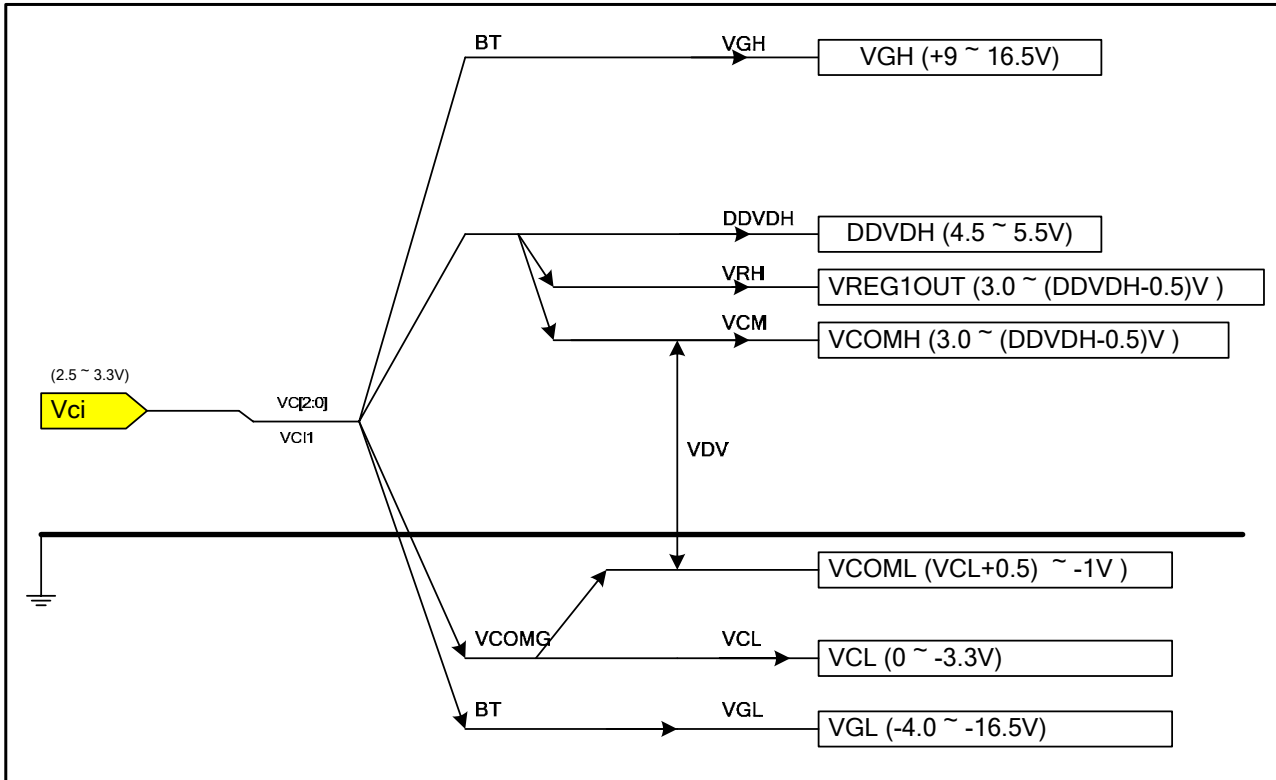 BT
VGH
VGH (+9 ~ 16.5V)
DDVDH
DDVDH (4.5 ~ 5.5V)
VRH
VREG1OUT (3.0 ~ (DDVDH-0.5)V )
VCM
VCOMH (3.0 ~ (DDVDH-0.5)V )
(2.5 ~ 3.3V)
Vci
VC[2:0]
VCI1
VDV
VCOML (VCL+0.5) ~ -1V )
VCOMG
VCL
VCL (0 ~ -3.3V)
BT
VGL
VGL (-4.0 ~ -16.5V)